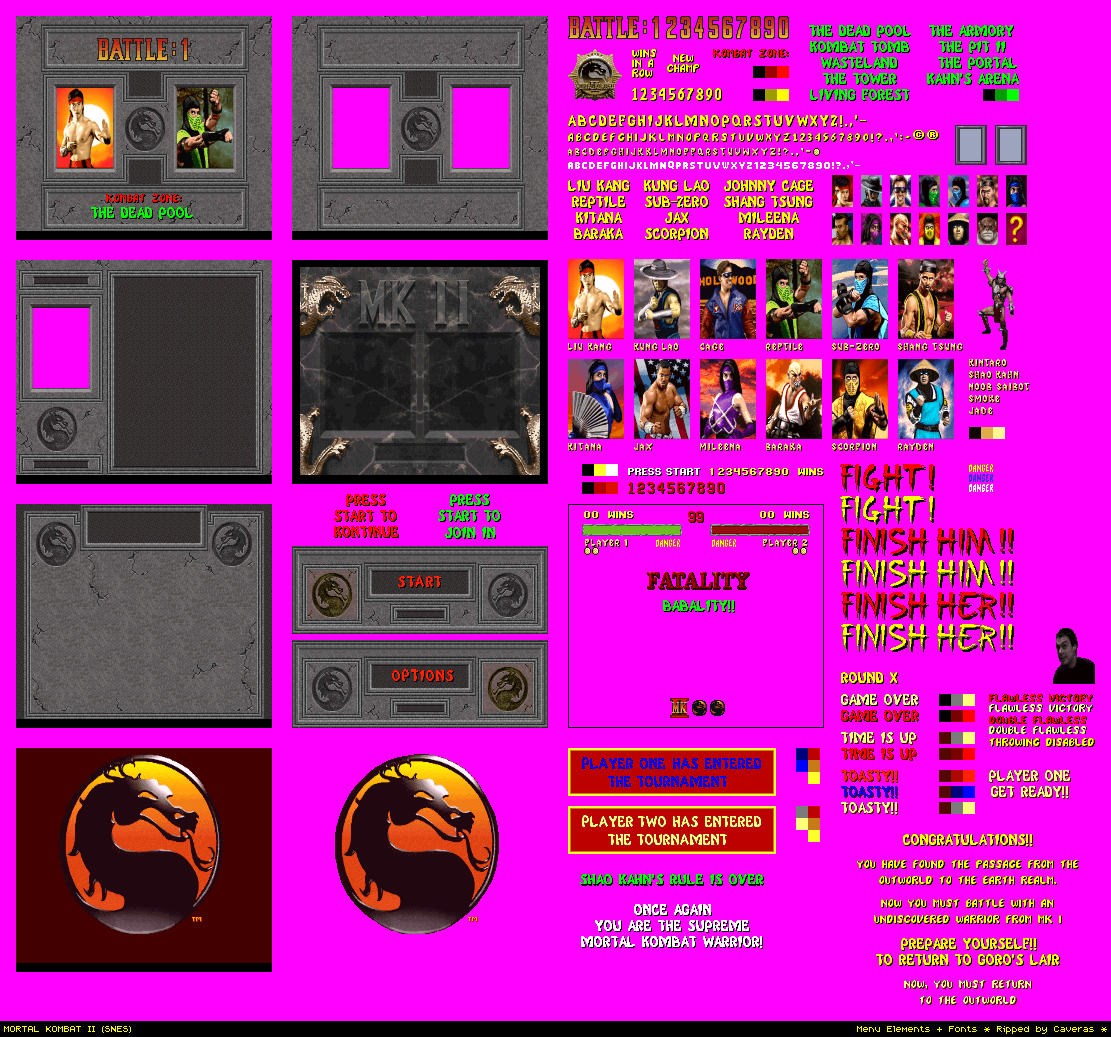 BATTLE:1
KOMBAT ZONE:
THE DEAD POOL
BATTLE:1234567890
WINS
IN A
ROW
NEW
CHAMP
KOMBAT ZONE:
1234567890
THE DEAD POOL THE ARMORY
KOMBAT TOMB THE PIT II
WASTELAND THE PORTAL
THE TOWER KAHN'S ARENA
LIVING FOREST
ABCDEFGHIJKLMNOPQRSTUVWXYZ!.,'-
ABCDEFGHIJKLMNOPQRSTUVWXYZ1234567890!?.,':-©®
ABCDEFGHIJKLMNOPQRSTUVWXYZ!?.,'-
ABCDEFGHIJKLMNOPQRSTUVWXYZ1234567890!?.,'-
LIU KANG KUNG LAO JOHNNY CAGE
REPTILE SUB-ZERO SHANG TSUNG
KITANA JAX MILEENA
BARAKA SCORPION RAYDEN
?
MK II
HOLLYWOOD
LIU KANG KUNG LAO CAGE REPTILE SUB-ZERO SHANG TSUNG
KINTARO
SHAO KAHN
NOOB SAIBOT
SMOKE
JADE
KITANA JAX MILEENA BARAKA SCORPION RAYDEN
PRESS START 1234567890 WINS
1234567890
FIGHT!
FIGHT!
FINISH HIM!!
FINISH HIM!!
FINISH HER!!
FINISH HER!!
DANGER
DANGER
DANGER
PRESS
START TO
KONTINUE
PRESS
START TO
JOIN IN
START
OPTIONS
00 WINS 99 00 WINS
PLAYER 1 DANGER DANGER PLAYER 2
FATALITY
BABALITY!!
MK
ROUND X
GAME OVER
GAME OVER
TIME IS UP
TIME IS UP
TOASTY!!
TOASTY!!
TOASTY!!
FLAWLESS VICTORY
FLAWLESS VICTORY
DOUBLE FLAWLESS
DOUBLE FLAWLESS
THROWING DISABLED
PLAYER ONE
GET READY!!
TM
TM
PLAYER ONE HAS ENTERED
THE TOURNAMENT
PLAYER TWO HAS ENTERED
THE TOURNAMENT
SHAO KAHN'S RULE IS OVER
ONCE AGAIN
YOU ARE THE SUPREME
MORTAL KOMBAT WARRIOR!
CONGRATULATIONS!!
YOU HAVE FOUND THE PASSAGE FROM THE
OUTWORLD TO THE EARTH REALM.
NOW YOU MUST BATTLE WITH AN
UNDISCOVERED WARRIOR FROM MK I
PREPARE YOURSELF!!
TO RETURN TO GORO'S LAIR
NOW, YOU MUST RETURN
TO THE OUTWORLD
MORTAL KOMBAT II (SNES)
Menu Elements + Fonts * Ripped by Caveras *